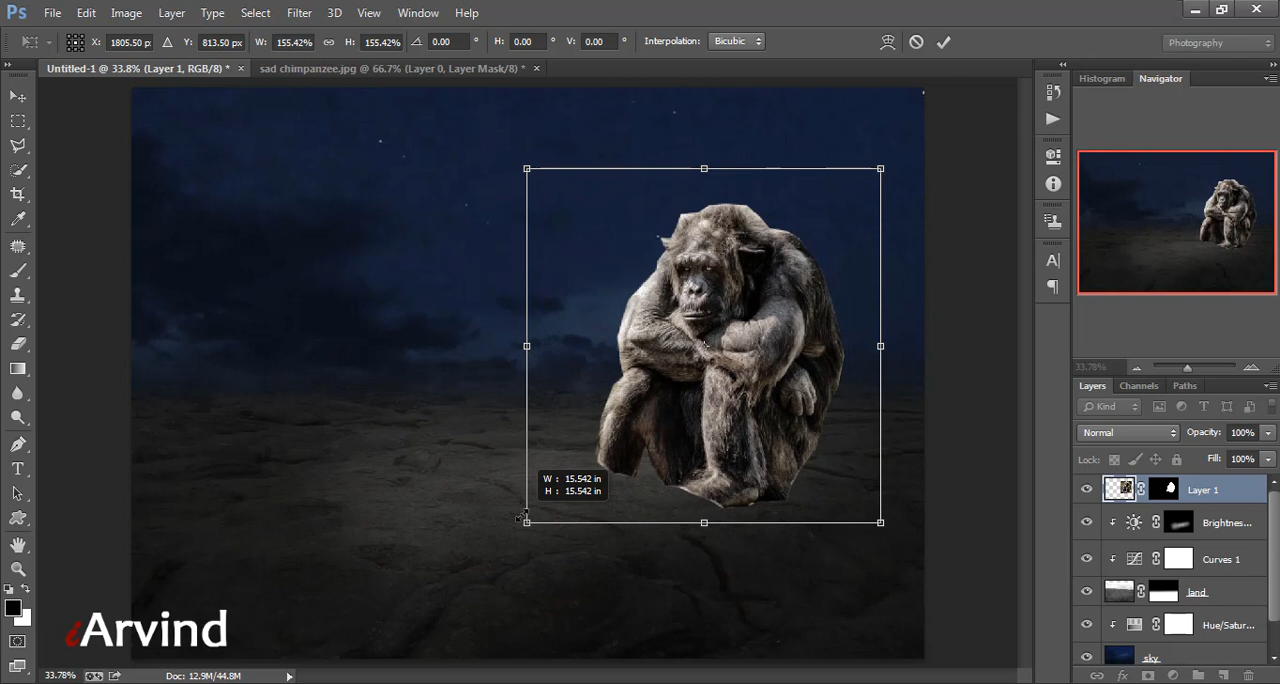 Ps File Edit Image Layer Type Select Filter 3D View Window Help
X: 1805.50 p: Y: 813.50 px W: 155.42% H: 155.42% 0.00 ° H: 0.00 ° V: 0.00 ° Interpolation: Bicubic Photography
Untitled-1 @ 33.8% (Layer 1, RGB/8) * × sad chimpanzee.jpg @ 66.7% (Layer 0, Layer Mask/8) * ×
Histogram Navigator
33.78%
Layers Channels Paths
Kind
Normal Opacity: 100%
Lock: Fill: 100%
Layer 1
Brightnes...
Curves 1
land
Hue/Satur...
sky
W : 15.542 in
H : 15.542 in
iArvind
33.78% Doc: 12.9M/44.8M